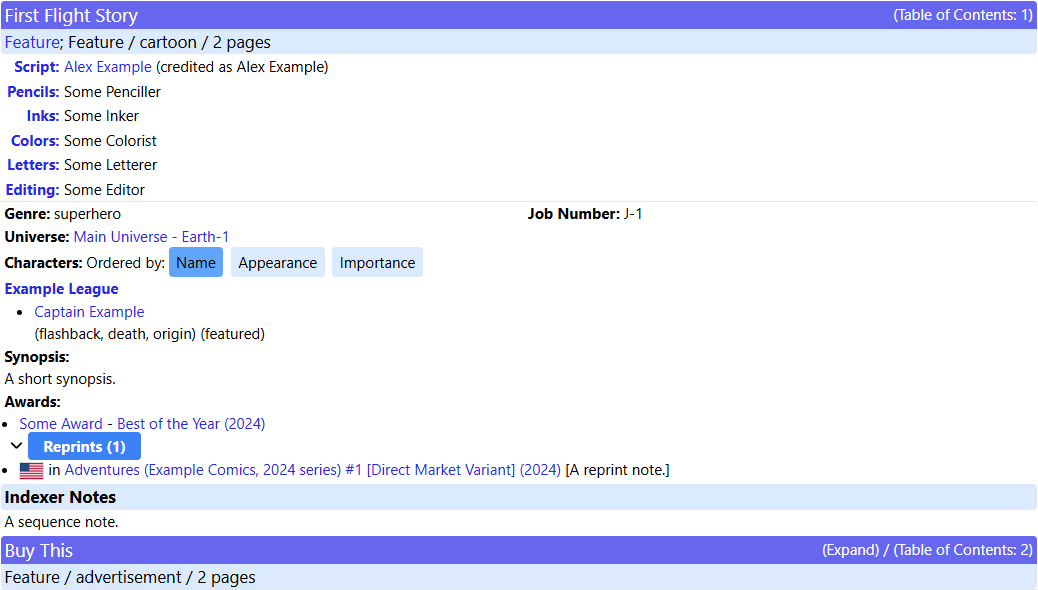 First Flight Story (Table of Contents: 1)
Feature; Feature / cartoon / 2 pages
Script: Alex Example (credited as Alex Example)
Pencils: Some Penciller
Inks: Some Inker
Colors: Some Colorist
Letters: Some Letterer
Editing: Some Editor
Genre: superhero Job Number: J-1
Universe: Main Universe - Earth-1
Characters: Ordered by: Name Appearance Importance
Example League
• Captain Example
(flashback, death, origin) (featured)
Synopsis:
A short synopsis.
Awards:
• Some Award - Best of the Year (2024)
Reprints (1)
• in Adventures (Example Comics, 2024 series) #1 [Direct Market Variant] (2024) [A reprint note.]
Indexer Notes
A sequence note.
Buy This (Expand) / (Table of Contents: 2)
Feature / advertisement / 2 pages